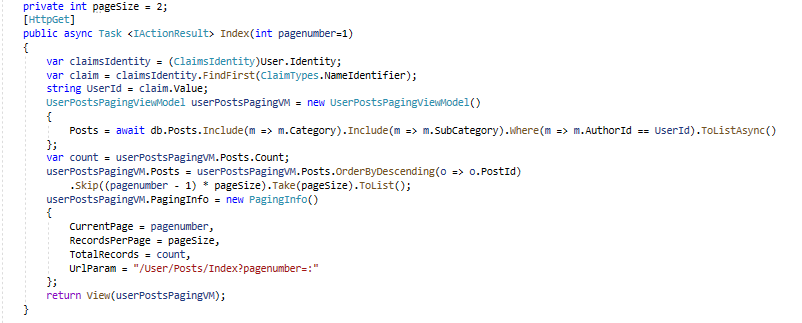 private int pageSize = 2;
[HttpGet]
public async Task <IActionResult> Index(int pagenumber=1)
{
var claimsIdentity = (ClaimsIdentity)User.Identity;
var claim = claimsIdentity.FindFirst(ClaimTypes.NameIdentifier);
string UserId = claim.Value;
UserPostsPagingViewModel userPostsPagingVM = new UserPostsPagingViewModel()
{
Posts = await db.Posts.Include(m => m.Category).Include(m => m.SubCategory).Where(m => m.AuthorId == UserId).ToListAsync()
};
var count = userPostsPagingVM.Posts.Count;
userPostsPagingVM.Posts = userPostsPagingVM.Posts.OrderByDescending(o => o.PostId)
.Skip((pagenumber - 1) * pageSize).Take(pageSize).ToList();
userPostsPagingVM.PagingInfo = new PagingInfo()
{
CurrentPage = pagenumber,
RecordsPerPage = pageSize,
TotalRecords = count,
UrlParam = "/User/Posts/Index?pagenumber=:"
};
return View(userPostsPagingVM);
}